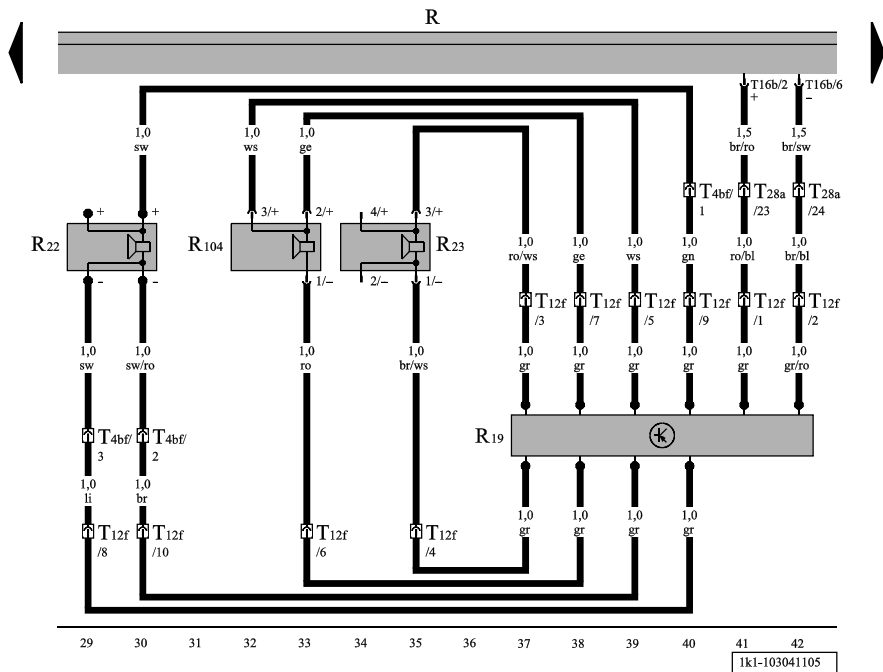 R
T16b/2
+
T16b/6
–
1,0
sw
1,0
ws
1,0
ge
1,5
br/ro
1,5
br/sw
T4bf/
1
T28a
/23
T28a
/24
+
+
3/+
2/+
4/+
3/+
R22
R104
R23
–
–
1/–
2/–
1/–
1,0
ro/ws
1,0
ge
1,0
ws
1,0
gn
1,0
ro/bl
1,0
br/bl
T12f
/3
T12f
/7
T12f
/5
T12f
/9
T12f
/1
T12f
/2
1,0
sw
1,0
sw/ro
1,0
ro
1,0
br/ws
1,0
gr
1,0
gr
1,0
gr
1,0
gr
1,0
gr
1,0
gr/ro
T4bf/
3
T4bf/
2
R19
1,0
li
1,0
br
1,0
gr
1,0
gr
1,0
gr
1,0
gr
T12f
/8
T12f
/10
T12f
/6
T12f
/4
29 30 31 32 33 34 35 36 37 38 39 40 41 42
1k1-103041105